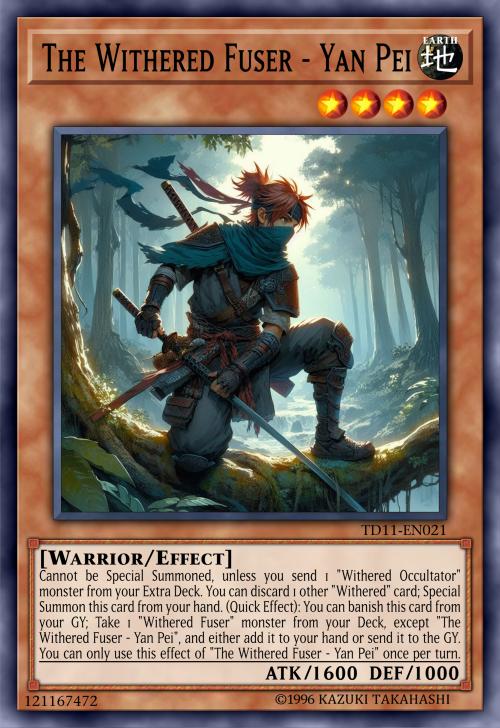 The Withered Fuser - Yan Pei
EARTH
地
TD11-EN021
[Warrior/Effect]
Cannot be Special Summoned, unless you send 1 "Withered Occultator"
monster from your Extra Deck. You can discard 1 other "Withered" card; Special
Summon this card from your hand. (Quick Effect): You can banish this card from
your GY; Take 1 "Withered Fuser" monster from your Deck, except "The
Withered Fuser - Yan Pei", and either add it to your hand or send it to the GY.
You can only use this effect of "The Withered Fuser - Yan Pei" once per turn.
ATK/1600 DEF/1000
121167472 ©1996 KAZUKI TAKAHASHI